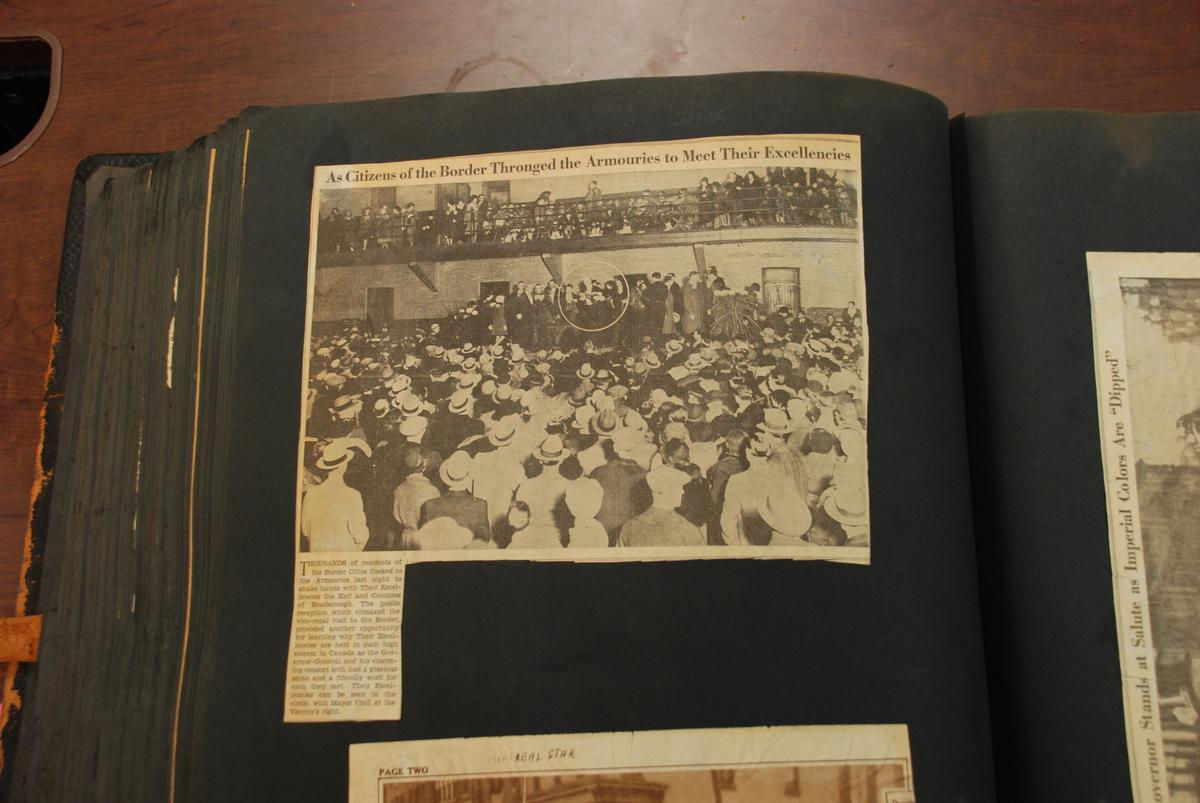 As Citizens of the Border Thronged the Armouries to Meet Their Excellencies
THOUSANDS of residents of
the Border Cities flocked to
the Armouries last night to
shake hands with Their Excel-
lencies the Earl and Countess
of Bessborough. The public
reception which climaxed the
vice-regal visit to the Border,
provided another opportunity
for learning why Their Excel-
lencies are held in such high
esteem in Canada as the Gov-
ernor-General and his charm-
ing consort both had a gracious
smile and a friendly word for
each they met. Their Excel-
lencies can be seen in the
circle, with Mayor Croll at the
Viceroy's right.
REAL STAR
PAGE TWO
overnor Stands at Salute as Imperial Colors Are "Dipped"